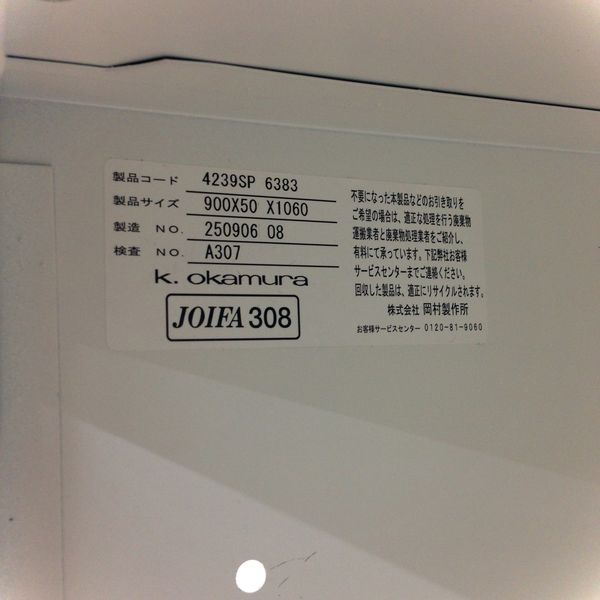 製品コード 4239SP 6383
製品サイズ 900X50 X1060
製造 NO. 250906 08
検査 NO. A307
k. okamura
JOIFA 308
不要になった本製品などのお引き取りを
ご希望の場合は、適正な処理を行う廃棄物
運搬業者と廃棄物処理業者をご紹介し、
有料にて承っています。下記弊社お客様
サービスセンターまでご連絡ください。
回収した製品は、適正にリサイクルされます。
株式会社 岡村製作所
お客様サービスセンター 0120-81-9060